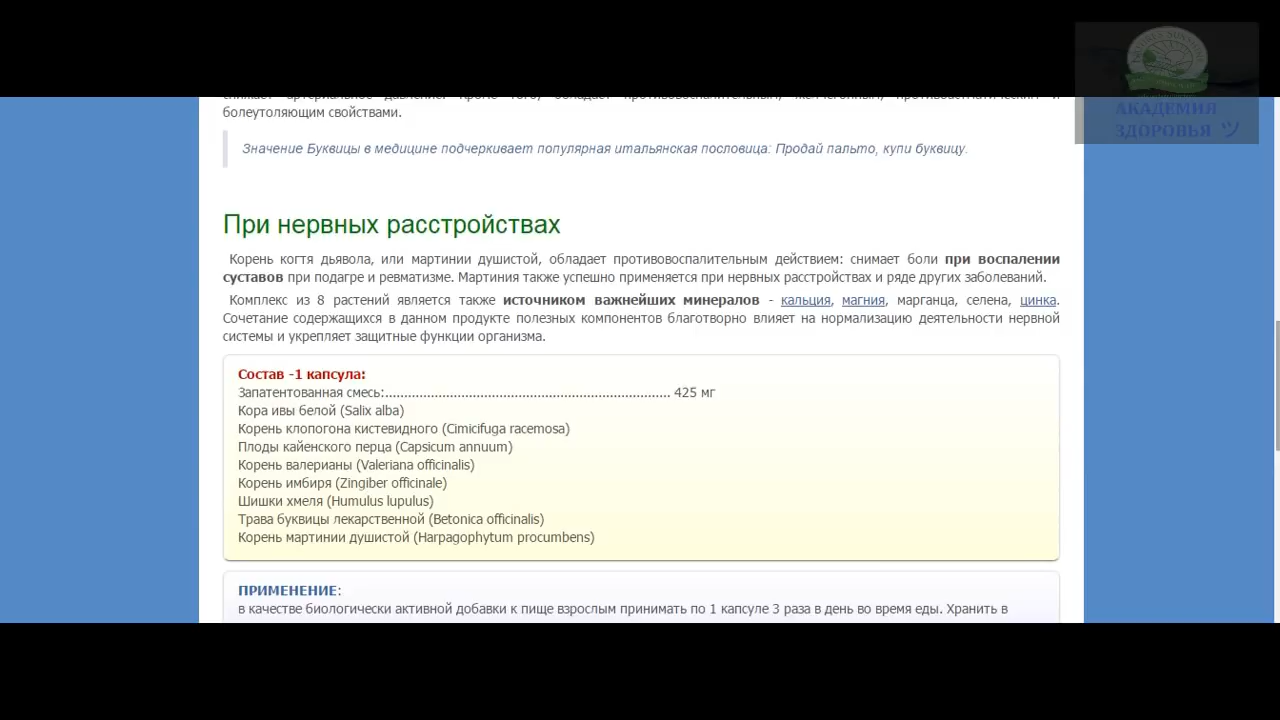 АКАДЕМИЯ
ЗДОРОВЬЯ ツ
болеутоляющим свойствами.
Значение Буквицы в медицине подчеркивает популярная итальянская пословица: Продай пальто, купи буквицу.
При нервных расстройствах
Корень когтя дьявола, или мартинии душистой, обладает противовоспалительным действием: снимает боли при воспалении
суставов при подагре и ревматизме. Мартиния также успешно применяется при нервных расстройствах и ряде других заболеваний.
Комплекс из 8 растений является также источником важнейших минералов - кальция, магния, марганца, селена, цинка.
Сочетание содержащихся в данном продукте полезных компонентов благотворно влияет на нормализацию деятельности нервной
системы и укрепляет защитные функции организма.
Состав -1 капсула:
Запатентованная смесь:...................................................................... 425 мг
Кора ивы белой (Salix alba)
Корень клопогона кистевидного (Cimicifuga racemosa)
Плоды кайенского перца (Capsicum annuum)
Корень валерианы (Valeriana officinalis)
Корень имбиря (Zingiber officinale)
Шишки хмеля (Humulus lupulus)
Трава буквицы лекарственной (Betonica officinalis)
Корень мартинии душистой (Harpagophytum procumbens)
ПРИМЕНЕНИЕ:
в качестве биологически активной добавки к пище взрослым принимать по 1 капсуле 3 раза в день во время еды. Хранить в